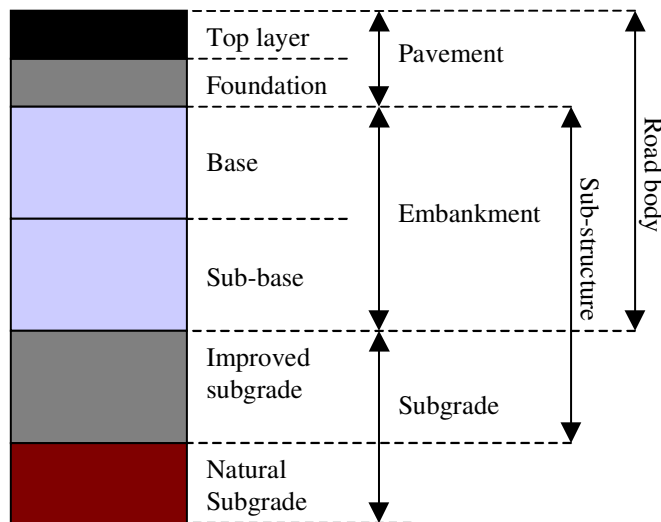 Top layer
Foundation
Base
Sub-base
Improved
subgrade
Natural
Subgrade
Pavement
Embankment
Subgrade
Sub-structure
Road body